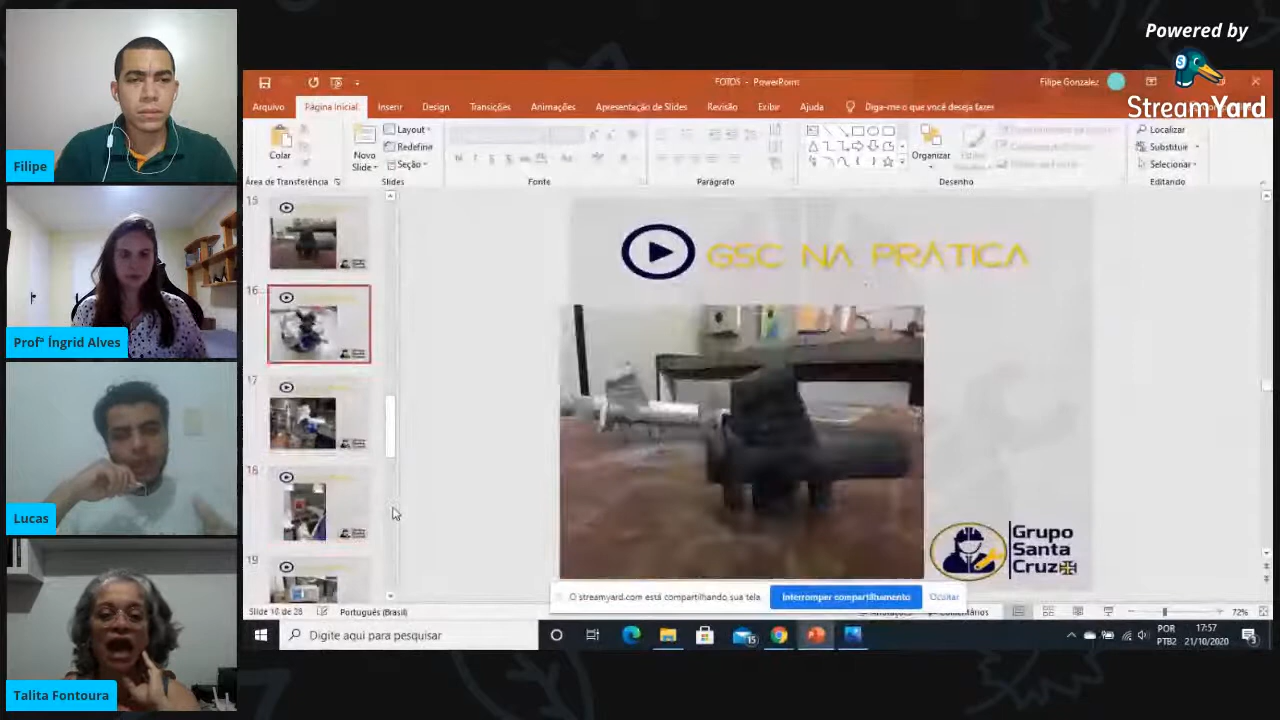 Powered by
StreamYard
Filipe
Profª Íngrid Alves
Lucas
Talita Fontoura
FOTOS - PowerPoint
Filipe Gonzalez
Arquivo
Página Inicial
Inserir
Design
Transições
Animações
Apresentação de Slides
Revisão
Exibir
Ajuda
Diga-me o que você deseja fazer
Colar
Novo
Slide
Layout
Redefine
Seção
Organizar
Localizar
Substituir
Selecionar
Área de Transferência
Slides
Fonte
Parágrafo
Desenho
Editando
15
16
17
18
19
GSC NA PRÁTICA
Grupo
Santa
Cruz
O streamyard.com está compartilhando sua tela.
Interromper compartilhamento
Ocultar
Slide 16 de 28
Português (Brasil)
Comentários
72%
Digite aqui para pesquisar
15
POR
PTB2
17:57
21/10/2020